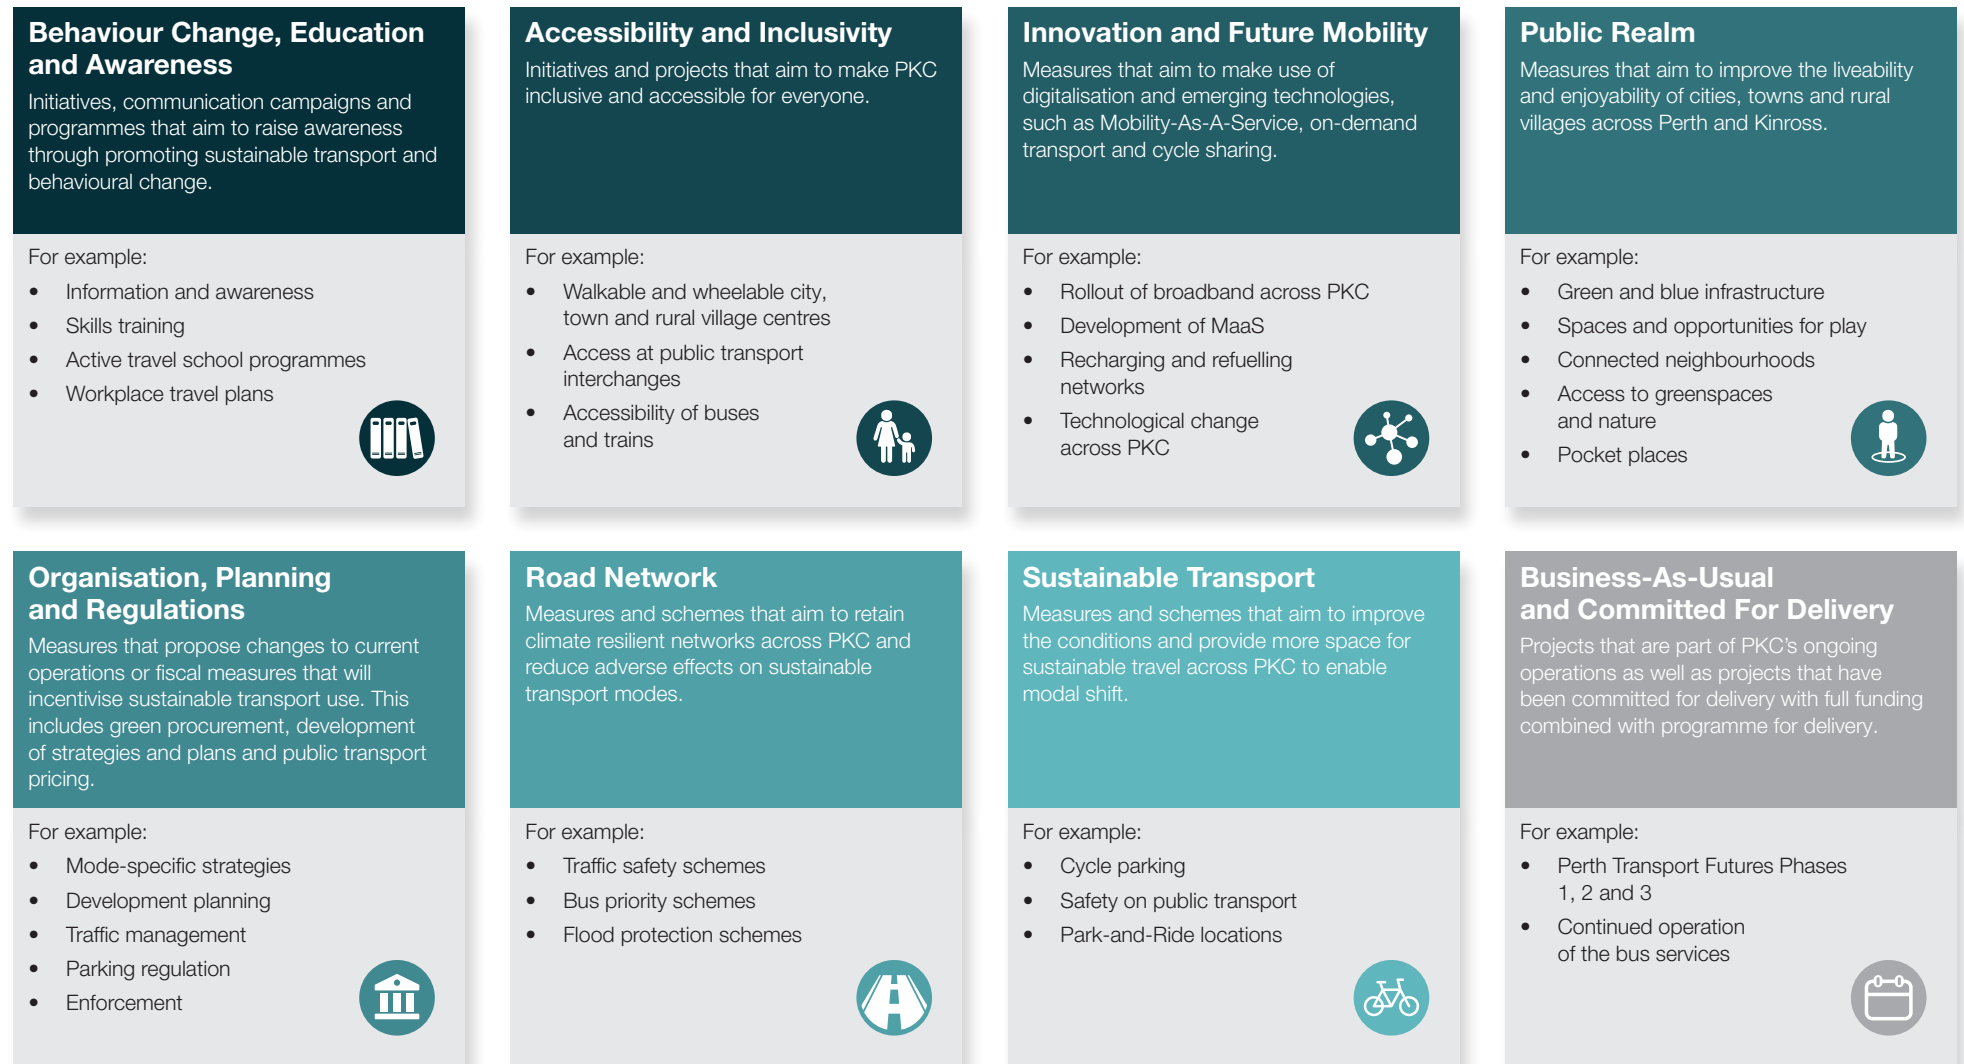 Behaviour Change, Education
and Awareness
Initiatives, communication campaigns and
programmes that aim to raise awareness
through promoting sustainable transport and
behavioural change.
For example:
• Information and awareness
• Skills training
• Active travel school programmes
• Workplace travel plans
Accessibility and Inclusivity
Initiatives and projects that aim to make PKC
inclusive and accessible for everyone.
For example:
• Walkable and wheelable city,
town and rural village centres
• Access at public transport
interchanges
• Accessibility of buses
and trains
Innovation and Future Mobility
Measures that aim to make use of
digitalisation and emerging technologies,
such as Mobility-As-A-Service, on-demand
transport and cycle sharing.
For example:
• Rollout of broadband across PKC
• Development of MaaS
• Recharging and refuelling
networks
• Technological change
across PKC
Public Realm
Measures that aim to improve the liveability
and enjoyability of cities, towns and rural
villages across Perth and Kinross.
For example:
• Green and blue infrastructure
• Spaces and opportunities for play
• Connected neighbourhoods
• Access to greenspaces
and nature
• Pocket places
Organisation, Planning
and Regulations
Measures that propose changes to current
operations or fiscal measures that will
incentivise sustainable transport use. This
includes green procurement, development
of strategies and plans and public transport
pricing.
For example:
• Mode-specific strategies
• Development planning
• Traffic management
• Parking regulation
• Enforcement
Road Network
Measures and schemes that aim to retain
climate resilient networks across PKC and
reduce adverse effects on sustainable
transport modes.
For example:
• Traffic safety schemes
• Bus priority schemes
• Flood protection schemes
Sustainable Transport
Measures and schemes that aim to improve
the conditions and provide more space for
sustainable travel across PKC to enable
modal shift.
For example:
• Cycle parking
• Safety on public transport
• Park-and-Ride locations
Business-As-Usual
and Committed For Delivery
Projects that are part of PKC's ongoing
operations as well as projects that have
been committed for delivery with full funding
combined with programme for delivery.
For example:
• Perth Transport Futures Phases
1, 2 and 3
• Continued operation
of the bus services